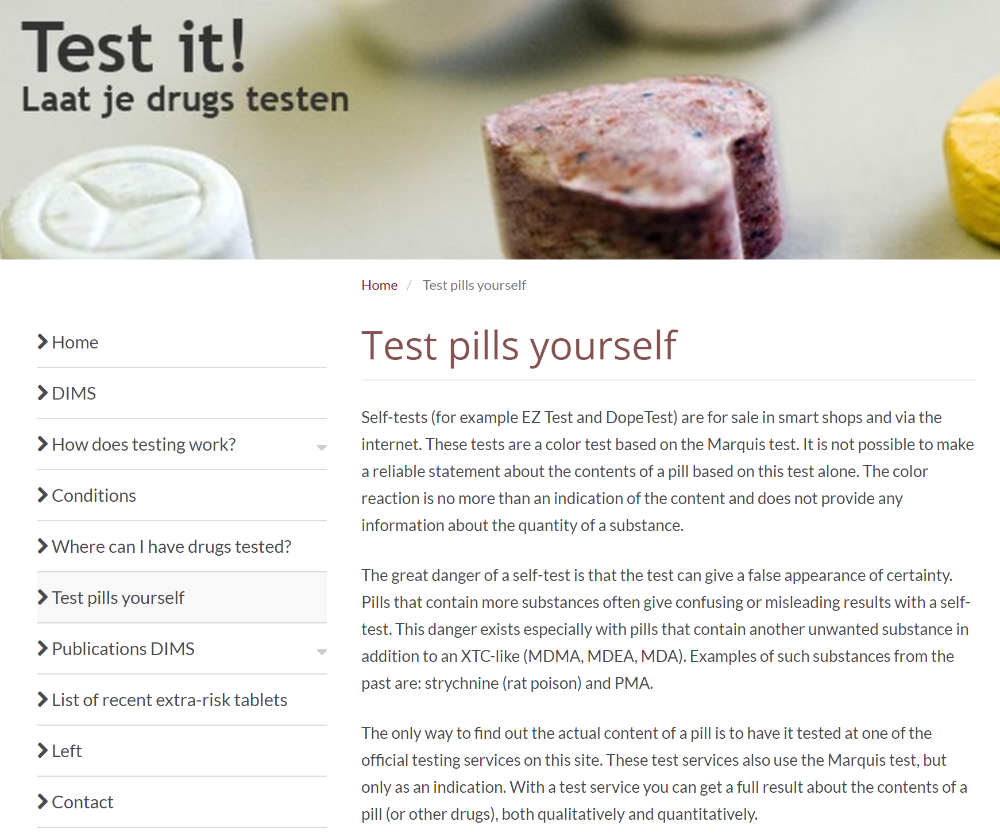 Test it!
Laat je drugs testen
Home / Test pills yourself
Home
DIMS
How does testing work?
Conditions
Where can I have drugs tested?
Test pills yourself
Publications DIMS
List of recent extra-risk tablets
Left
Contact
Test pills yourself
Self-tests (for example EZ Test and DopeTest) are for sale in smart shops and via the
internet. These tests are a color test based on the Marquis test. It is not possible to make
a reliable statement about the contents of a pill based on this test alone. The color
reaction is no more than an indication of the content and does not provide any
information about the quantity of a substance.
The great danger of a self-test is that the test can give a false appearance of certainty.
Pills that contain more substances often give confusing or misleading results with a self-
test. This danger exists especially with pills that contain another unwanted substance in
addition to an XTC-like (MDMA, MDEA, MDA). Examples of such substances from the
past are: strychnine (rat poison) and PMA.
The only way to find out the actual content of a pill is to have it tested at one of the
official testing services on this site. These test services also use the Marquis test, but
only as an indication. With a test service you can get a full result about the contents of a
pill (or other drugs), both qualitatively and quantitatively.